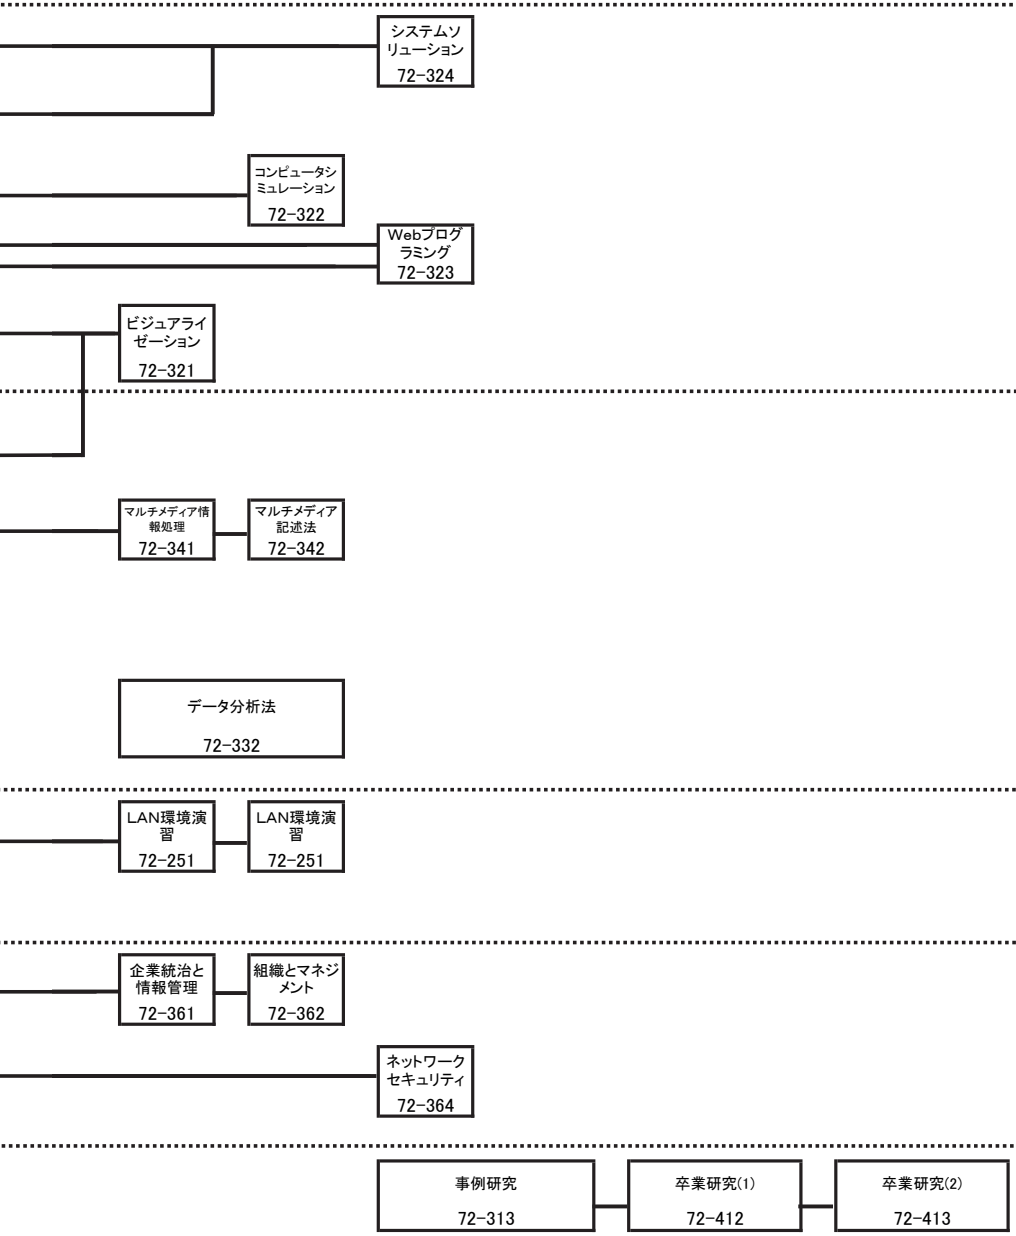 システムソ
リューション
72-324
コンピュータシ
ミュレーション
72-322
Webプログ
ラミング
72-323
ビジュアライ
ゼーション
72-321
マルチメディア情
報処理
72-341
マルチメディア
記述法
72-342
データ分析法
72-332
LAN環境演
習
72-251
LAN環境演
習
72-251
企業統治と
情報管理
72-361
組織とマネジ
メント
72-362
ネットワーク
セキュリティ
72-364
事例研究
72-313
卒業研究(1)
72-412
卒業研究(2)
72-413